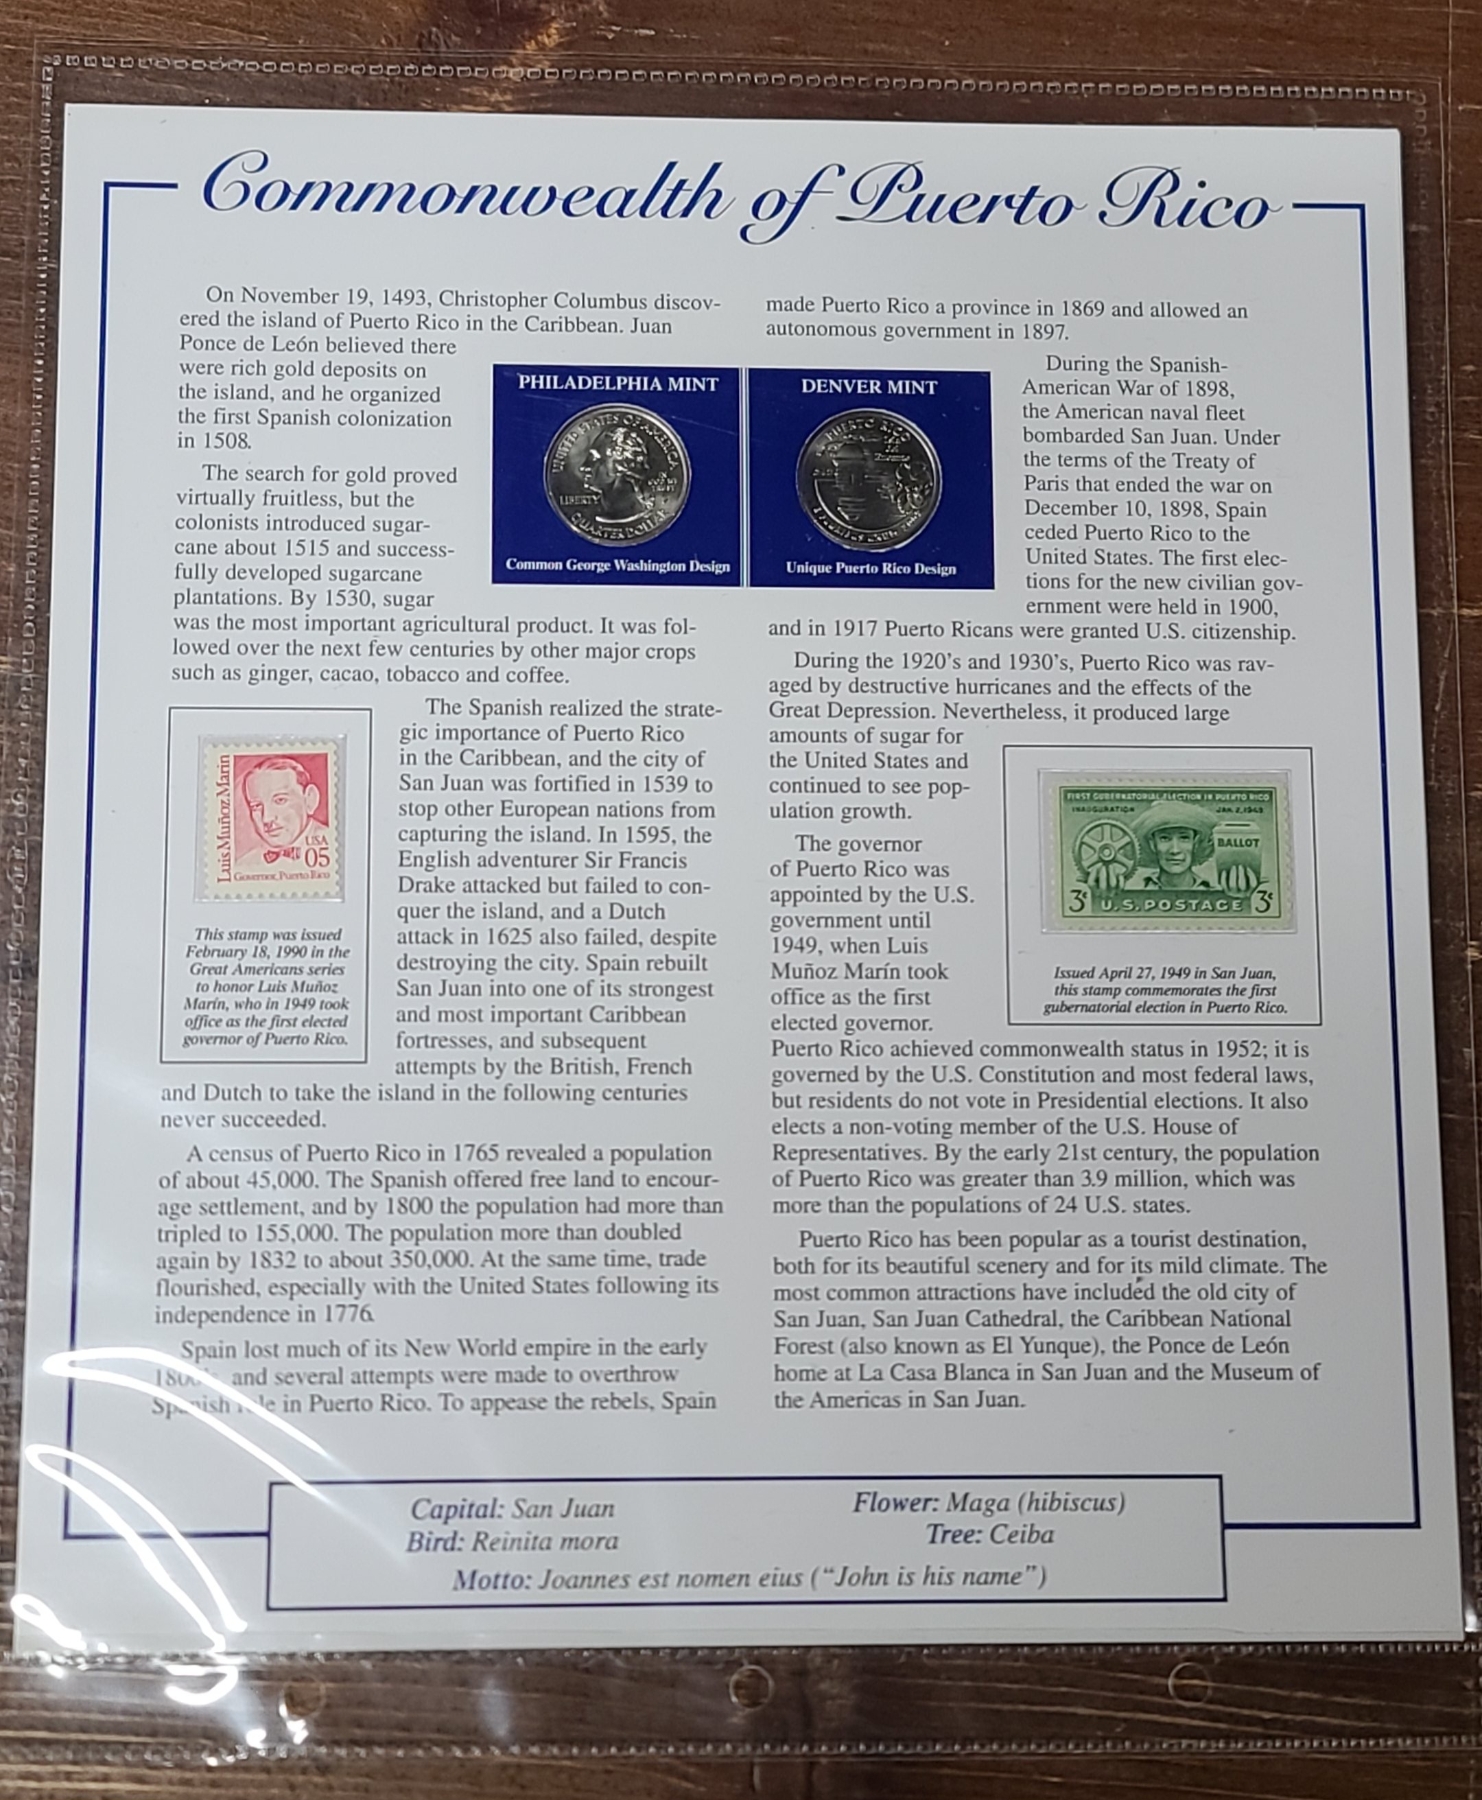 Commonwealth of Puerto Rico
On November 19, 1493, Christopher Columbus discov-
ered the island of Puerto Rico in the Caribbean. Juan
Ponce de León believed there
were rich gold deposits on
the island, and he organized
the first Spanish colonization
in 1508.
The search for gold proved
virtually fruitless, but the
colonists introduced sugar-
cane about 1515 and success-
fully developed sugarcane
plantations. By 1530, sugar
was the most important agricultural product. It was fol-
lowed over the next few centuries by other major crops
such as ginger, cacao, tobacco and coffee.
The Spanish realized the strate-
gic importance of Puerto Rico
in the Caribbean, and the city of
San Juan was fortified in 1539 to
stop other European nations from
capturing the island. In 1595, the
English adventurer Sir Francis
Drake attacked but failed to con-
quer the island, and a Dutch
attack in 1625 also failed, despite
destroying the city. Spain rebuilt
San Juan into one of its strongest
and most important Caribbean
fortresses, and subsequent
attempts by the British, French
and Dutch to take the island in the following centuries
never succeeded.
A census of Puerto Rico in 1765 revealed a population
of about 45,000. The Spanish offered free land to encour-
age settlement, and by 1800 the population had more than
tripled to 155,000. The population more than doubled
again by 1832 to about 350,000. At the same time, trade
flourished, especially with the United States following its
independence in 1776.
Spain lost much of its New World empire in the early
1800's, and several attempts were made to overthrow
Spanish rule in Puerto Rico. To appease the rebels, Spain
Luis Muñoz Marín
USA
05
Governor, Puerto Rico
This stamp was issued
February 18, 1990 in the
Great Americans series
to honor Luis Muñoz
Marín, who in 1949 took
office as the first elected
governor of Puerto Rico.
PHILADELPHIA MINT
UNITED STATES OF AMERICA
LIBERTY
IN GOD WE TRUST
QUARTER DOLLAR
Common George Washington Design
DENVER MINT
PUERTO RICO
Unique Puerto Rico Design
made Puerto Rico a province in 1869 and allowed an
autonomous government in 1897.
During the Spanish-
American War of 1898,
the American naval fleet
bombarded San Juan. Under
the terms of the Treaty of
Paris that ended the war on
December 10, 1898, Spain
ceded Puerto Rico to the
United States. The first elec-
tions for the new civilian gov-
ernment were held in 1900,
and in 1917 Puerto Ricans were granted U.S. citizenship.
During the 1920's and 1930's, Puerto Rico was rav-
aged by destructive hurricanes and the effects of the
Great Depression. Nevertheless, it produced large
amounts of sugar for
the United States and
continued to see pop-
ulation growth.
The governor
of Puerto Rico was
appointed by the U.S.
government until
1949, when Luis
Muñoz Marín took
office as the first
elected governor.
Puerto Rico achieved commonwealth status in 1952; it is
governed by the U.S. Constitution and most federal laws,
but residents do not vote in Presidential elections. It also
elects a non-voting member of the U.S. House of
Representatives. By the early 21st century, the population
of Puerto Rico was greater than 3.9 million, which was
more than the populations of 24 U.S. states.
Puerto Rico has been popular as a tourist destination,
both for its beautiful scenery and for its mild climate. The
most common attractions have included the old city of
San Juan, San Juan Cathedral, the Caribbean National
Forest (also known as El Yunque), the Ponce de León
home at La Casa Blanca in San Juan and the Museum of
the Americas in San Juan.
FIRST GUBERNATORIAL ELECTION IN PUERTO RICO
INAUGURATION JAN. 2, 1949
BALLOT
3¢ U.S. POSTAGE 3¢
Issued April 27, 1949 in San Juan,
this stamp commemorates the first
gubernatorial election in Puerto Rico.
Capital: San Juan
Flower: Maga (hibiscus)
Bird: Reinita mora
Tree: Ceiba
Motto: Joannes est nomen eius ("John is his name")